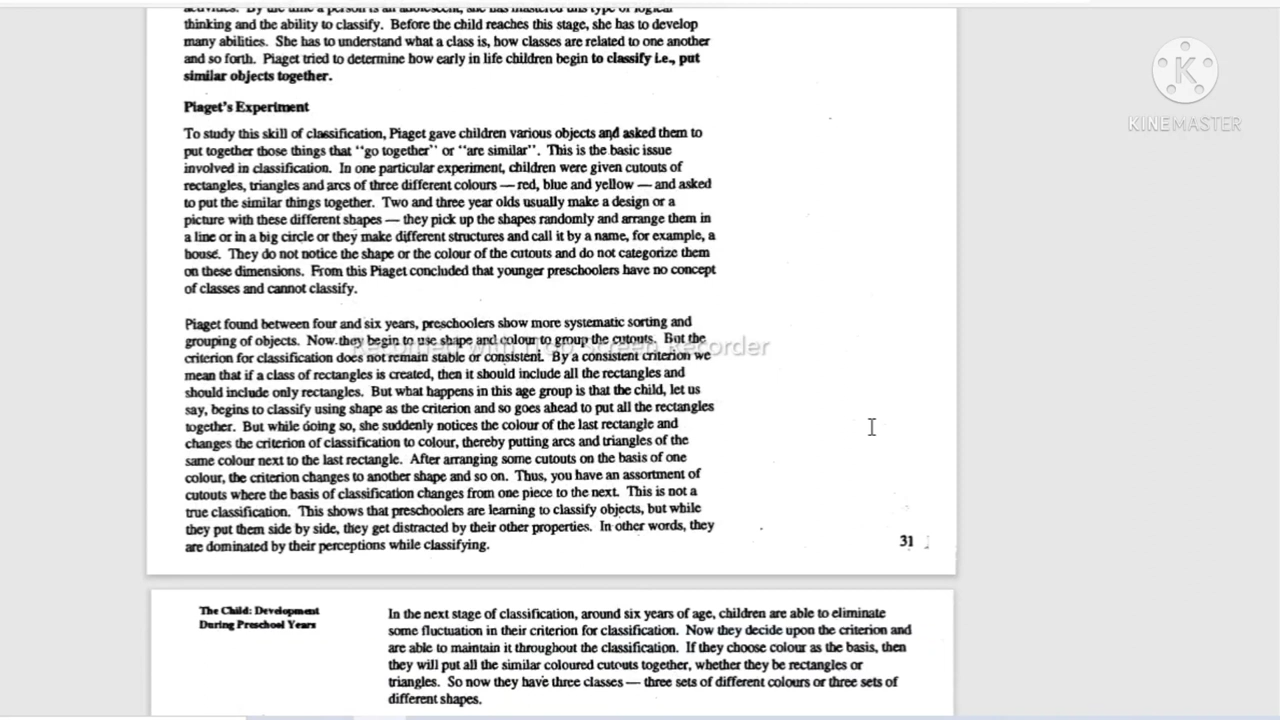 activities. By the time a person is an adolescent, she has mastered this type of logical
thinking and the ability to classify. Before the child reaches this stage, she has to develop
many abilities. She has to understand what a class is, how classes are related to one another
and so forth. Piaget tried to determine how early in life children begin to classify i.e., put
similar objects together.
Piaget's Experiment
To study this skill of classification, Piaget gave children various objects and asked them to
put together those things that "go together" or "are similar". This is the basic issue
involved in classification. In one particular experiment, children were given cutouts of
rectangles, triangles and arcs of three different colours — red, blue and yellow — and asked
to put the similar things together. Two and three year olds usually make a design or a
picture with these different shapes — they pick up the shapes randomly and arrange them in
a line or in a big circle or they make different structures and call it by a name, for example, a
house. They do not notice the shape or the colour of the cutouts and do not categorize them
on these dimensions. From this Piaget concluded that younger preschoolers have no concept
of classes and cannot classify.
Piaget found between four and six years, preschoolers show more systematic sorting and
grouping of objects. Now they begin to use shape and colour to group the cutouts. But the
criterion for classification does not remain stable or consistent. By a consistent criterion we
mean that if a class of rectangles is created, then it should include all the rectangles and
should include only rectangles. But what happens in this age group is that the child, let us
say, begins to classify using shape as the criterion and so goes ahead to put all the rectangles
together. But while doing so, she suddenly notices the colour of the last rectangle and
changes the criterion of classification to colour, thereby putting arcs and triangles of the
same colour next to the last rectangle. After arranging some cutouts on the basis of one
colour, the criterion changes to another shape and so on. Thus, you have an assortment of
cutouts where the basis of classification changes from one piece to the next. This is not a
true classification. This shows that preschoolers are learning to classify objects, but while
they put them side by side, they get distracted by their other properties. In other words, they
are dominated by their perceptions while classifying.
31
The Child: Development
During Preschool Years
In the next stage of classification, around six years of age, children are able to eliminate
some fluctuation in their criterion for classification. Now they decide upon the criterion and
are able to maintain it throughout the classification. If they choose colour as the basis, then
they will put all the similar coloured cutouts together, whether they be rectangles or
triangles. So now they have three classes — three sets of different colours or three sets of
different shapes.
K
KINEMASTER
Screen Recorder